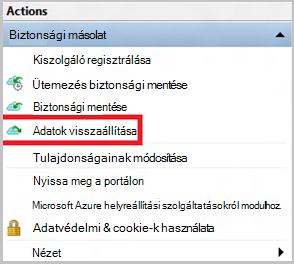 Actions
Biztonsági másolat
Kiszolgáló regisztrálása
Ütemezés biztonsági mentése
Biztonsági mentése
Adatok visszaállítása
Tulajdonságainak módosítása
Nyissa meg a portálon
Microsoft Azure helyreállítási szolgáltatásokról modulhoz.
Adatvédelmi & cookie-k használata
Nézet